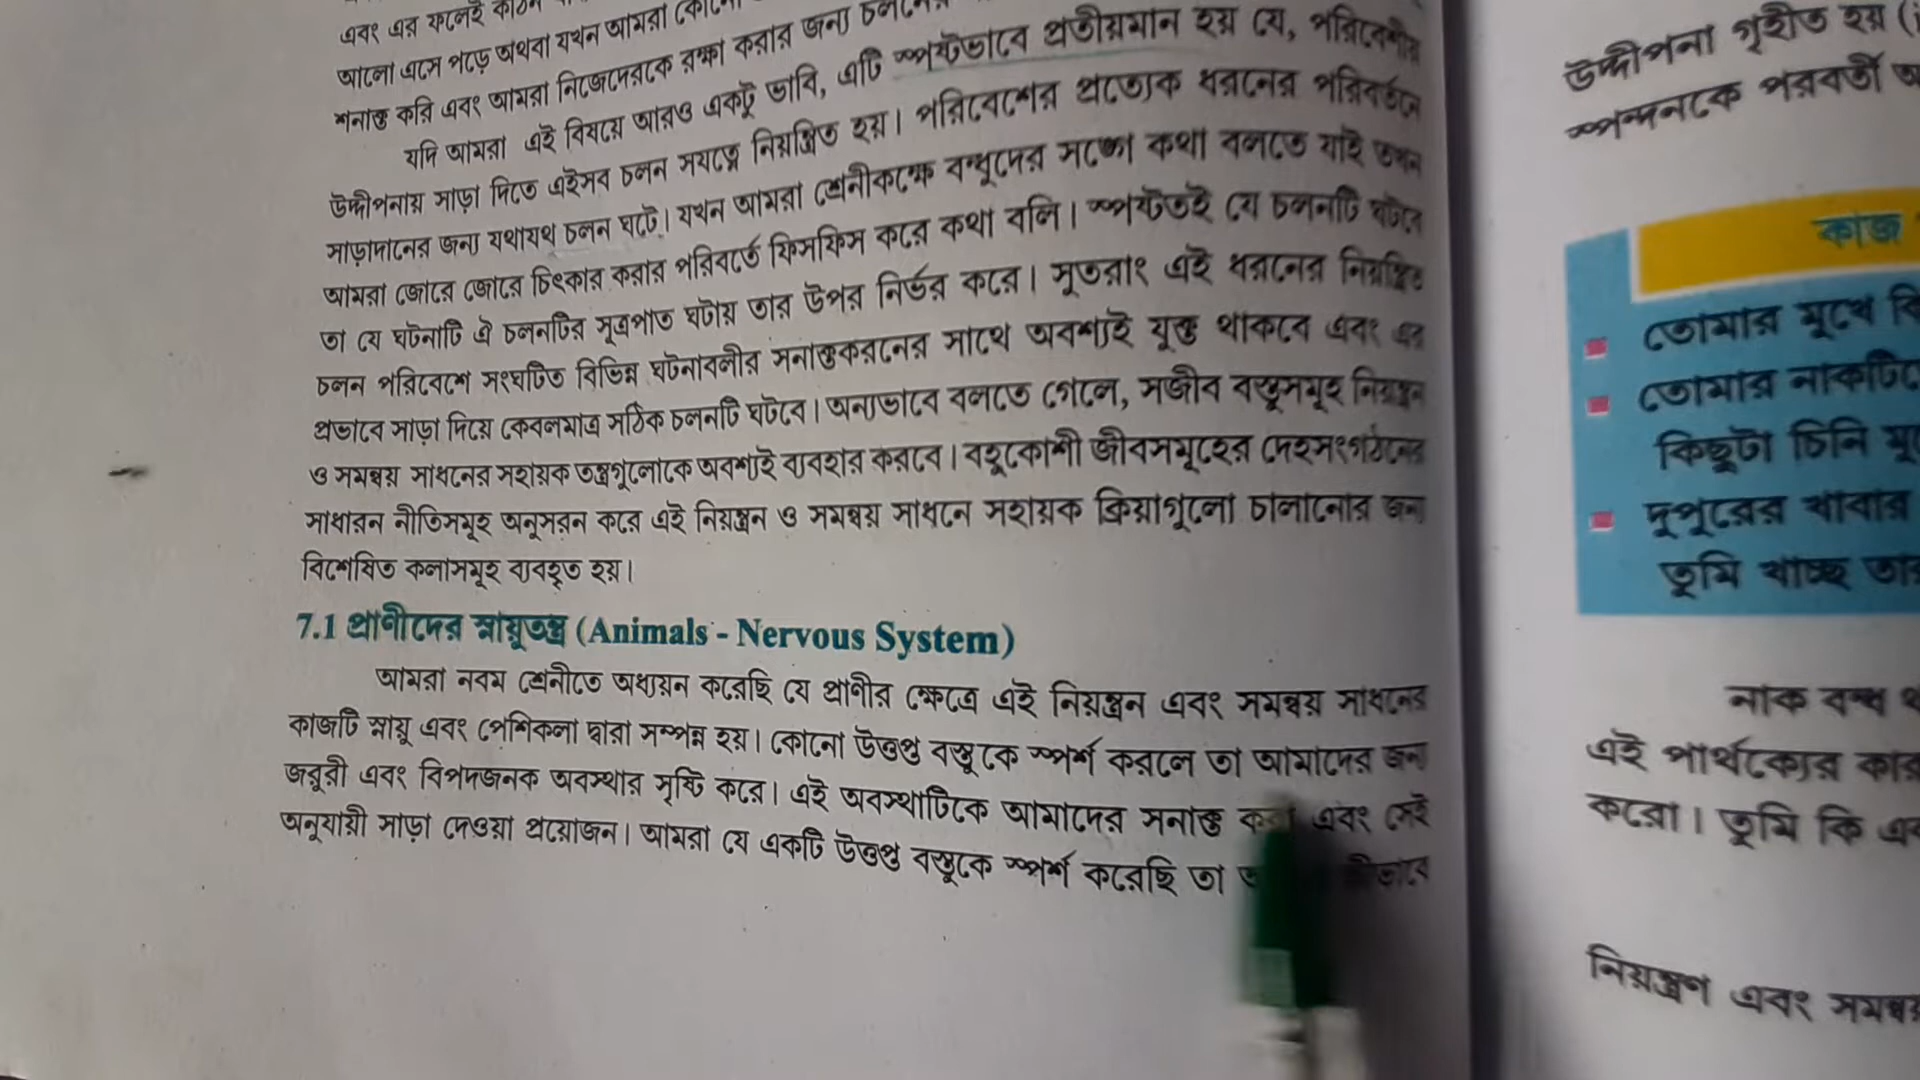 এবং এর ফলেই
আলো এসে পড়ে অথবা যখন আমরা কোনো
শনাক্ত করি এবং আমরা নিজেদেরকে রক্ষা করার জন্য
যদি আমরা এই বিষয়ে আরও একটু ভাবি, এটি স্পষ্টভাবে প্রতীয়মান হয় যে, পরিবেশীয়
উদ্দীপনায় সাড়া দিতে এইসব চলন সযত্নে নিয়ন্ত্রিত হয়। পরিবেশের প্রত্যেক ধরনের পরিবর্তনে
সাড়াদানের জন্য যথাযথ চলন ঘটে। যখন আমরা শ্রেনীকক্ষে বন্ধুদের সঙ্গে কথা বলতে যাই তখন
আমরা জোরে জোরে চিৎকার করার পরিবর্তে ফিসফিস করে কথা বলি। স্পষ্টতই যে চলনটি ঘটবে
তা যে ঘটনাটি ঐ চলনটির সূত্রপাত ঘটায় তার উপর নির্ভর করে। সুতরাং এই ধরনের নিয়ন্ত্রিত
চলন পরিবেশে সংঘটিত বিভিন্ন ঘটনাবলীর সনাক্তকরনের সাথে অবশ্যই যুক্ত থাকবে এবং এর
প্রভাবে সাড়া দিয়ে কেবলমাত্র সঠিক চলনটি ঘটবে। অন্যভাবে বলতে গেলে, সজীব বস্তুসমূহ নিয়ন্ত্রন
ও সমন্বয় সাধনের সহায়ক তন্ত্রগুলোকে অবশ্যই ব্যবহার করবে। বহুকোশী জীবসমূহের দেহসংগঠনের
সাধারন নীতিসমূহ অনুসরন করে এই নিয়ন্ত্রন ও সমন্বয় সাধনে সহায়ক ক্রিয়াগুলো চালানোর জন্য
বিশেষিত কলাসমূহ ব্যবহৃত হয়।
7.1 প্রাণীদের স্নায়ুতন্ত্র (Animals - Nervous System)
আমরা নবম শ্রেনীতে অধ্যয়ন করেছি যে প্রাণীর ক্ষেত্রে এই নিয়ন্ত্রন এবং সমন্বয় সাধনের
কাজটি স্নায়ু এবং পেশিকলা দ্বারা সম্পন্ন হয়। কোনো উত্তপ্ত বস্তুকে স্পর্শ করলে তা আমাদের জন্য
জরুরী এবং বিপদজনক অবস্থার সৃষ্টি করে। এই অবস্থাটিকে আমাদের সনাক্ত করা এবং সেই
অনুযায়ী সাড়া দেওয়া প্রয়োজন। আমরা যে একটি উত্তপ্ত বস্তুকে স্পর্শ করেছি তা
উদ্দীপনা গৃহীত হয়
স্পন্দনকে পরবর্তী
কাজ
তোমার মুখে
তোমার নাকটিকে
কিছুটা চিনি
দুপুরের খাবার
তুমি খাচ্ছ
নাক বন্ধ
এই পার্থক্যের
করো। তুমি কি
নিয়ন্ত্রণ এবং সমন্বয়